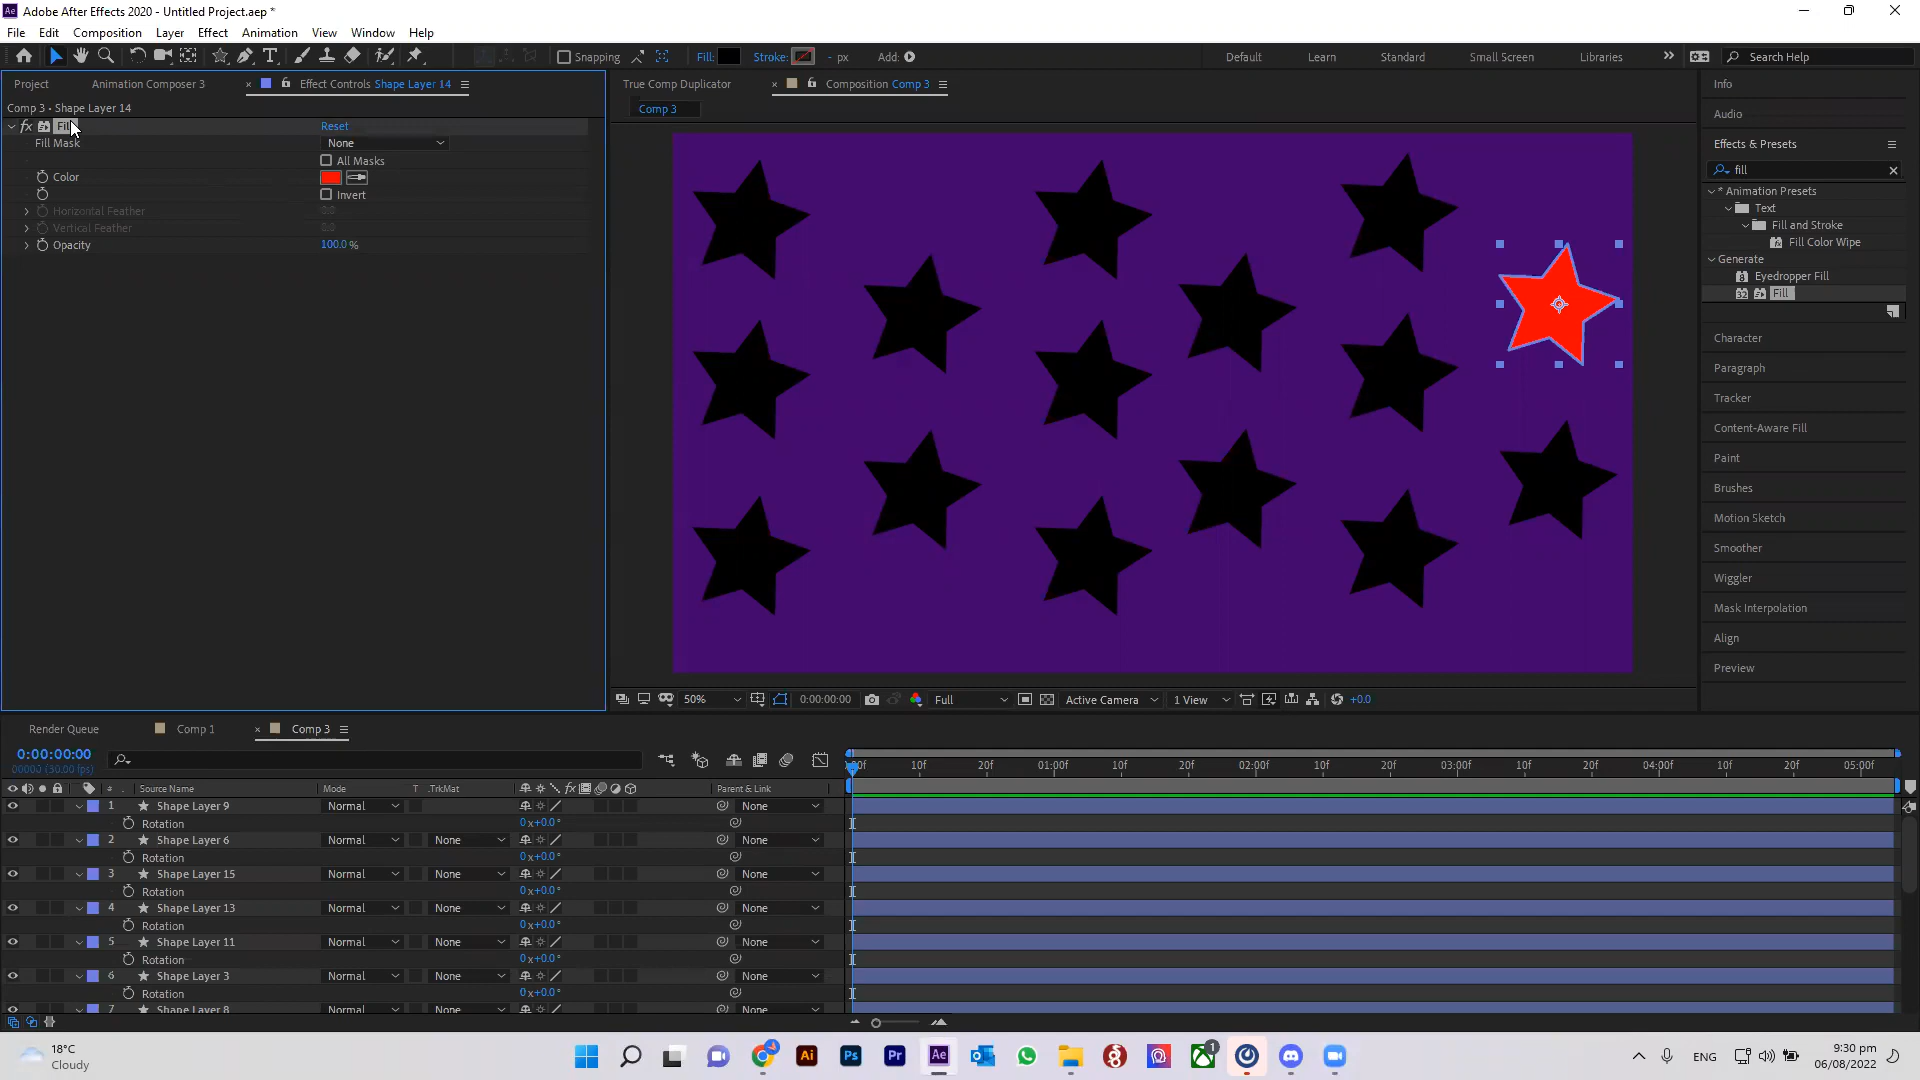 Adobe After Effects 2020 - Untitled Project.aep *
File Edit Composition Layer Effect Animation View Window Help
Snapping Fill: Stroke: - px Add: Default Learn Standard Small Screen Libraries Search Help
Project Animation Composer 3 Effect Controls Shape Layer 14 True Comp Duplicator Composition Comp 3
Comp 3 • Shape Layer 14
Comp 3
fx Reset
Fill Mask None
All Masks
Color
Invert
Horizontal Feather 0.0
Vertical Feather 0.0
Opacity 100.0 %
Info
Audio
Effects & Presets
fill
* Animation Presets
Text
Fill and Stroke
Fill Color Wipe
Generate
Eyedropper Fill
Fill
Character
Paragraph
Tracker
Content-Aware Fill
Paint
Brushes
Motion Sketch
Smoother
Wiggler
Mask Interpolation
Align
Preview
50% 0:00:00:00 Full Active Camera 1 View +0.0
Render Queue Comp 1 Comp 3
0:00:00:00
00000 (30.00 fps)
10f 20f 01:00f 10f 20f 02:00f 10f 20f 03:00f 10f 20f 04:00f 10f 20f 05:00f
# Source Name Mode T .TrkMat Parent & Link
1 Shape Layer 9 Normal None
Rotation 0x+0.0°
2 Shape Layer 6 Normal None None
Rotation 0x+0.0°
3 Shape Layer 15 Normal None None
Rotation 0x+0.0°
4 Shape Layer 13 Normal None None
Rotation 0x+0.0°
5 Shape Layer 11 Normal None None
Rotation 0x+0.0°
6 Shape Layer 3 Normal None None
Rotation 0x+0.0°
7 Shape Layer 8 Normal None None
18°C
Cloudy
Ai Ps Pr Ae 1
ENG
9:30 pm
06/08/2022